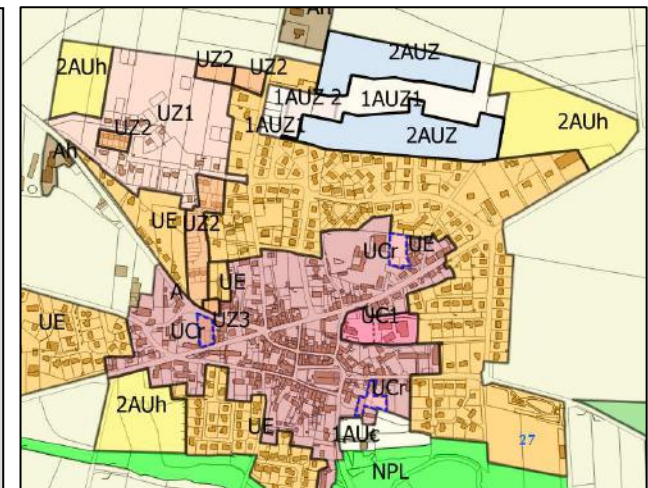 Ah
2AUZ
2AUh
UZ2
UZ2
1AUZ 2
1AUZ1
UZ1
1AUZ1
2AUZ
2AUh
UZ2
Ah
UE
UZ2
UCr
UE
UE
A
UE
UCr
UZ3
UC1
UCr
2AUh
UE
1AUc
27
NPL